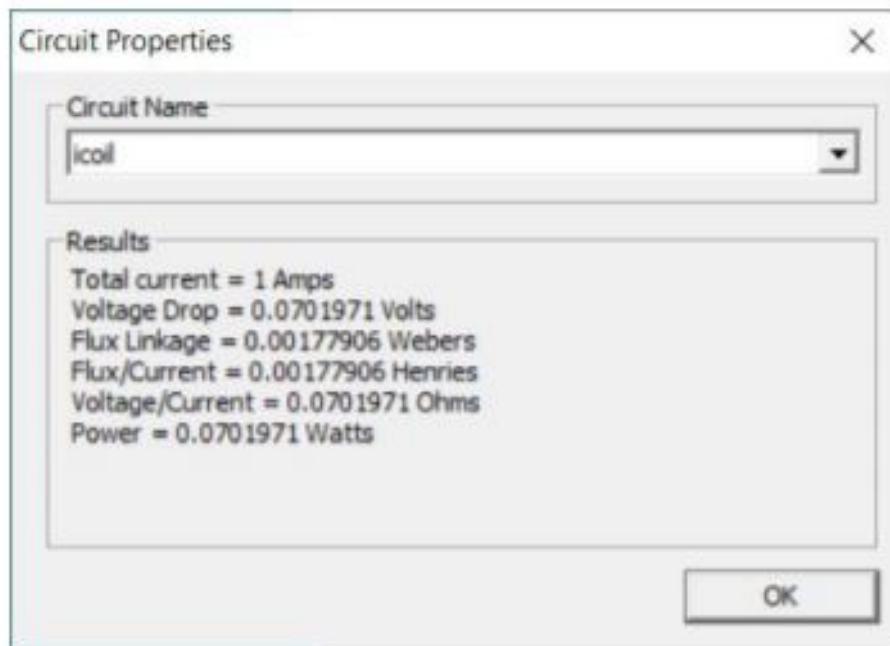 Circuit Properties
Circuit Name
icoil
Results
Total current = 1 Amps
Voltage Drop = 0.0701971 Volts
Flux Linkage = 0.00177906 Webers
Flux/Current = 0.00177906 Henries
Voltage/Current = 0.0701971 Ohms
Power = 0.0701971 Watts
OK